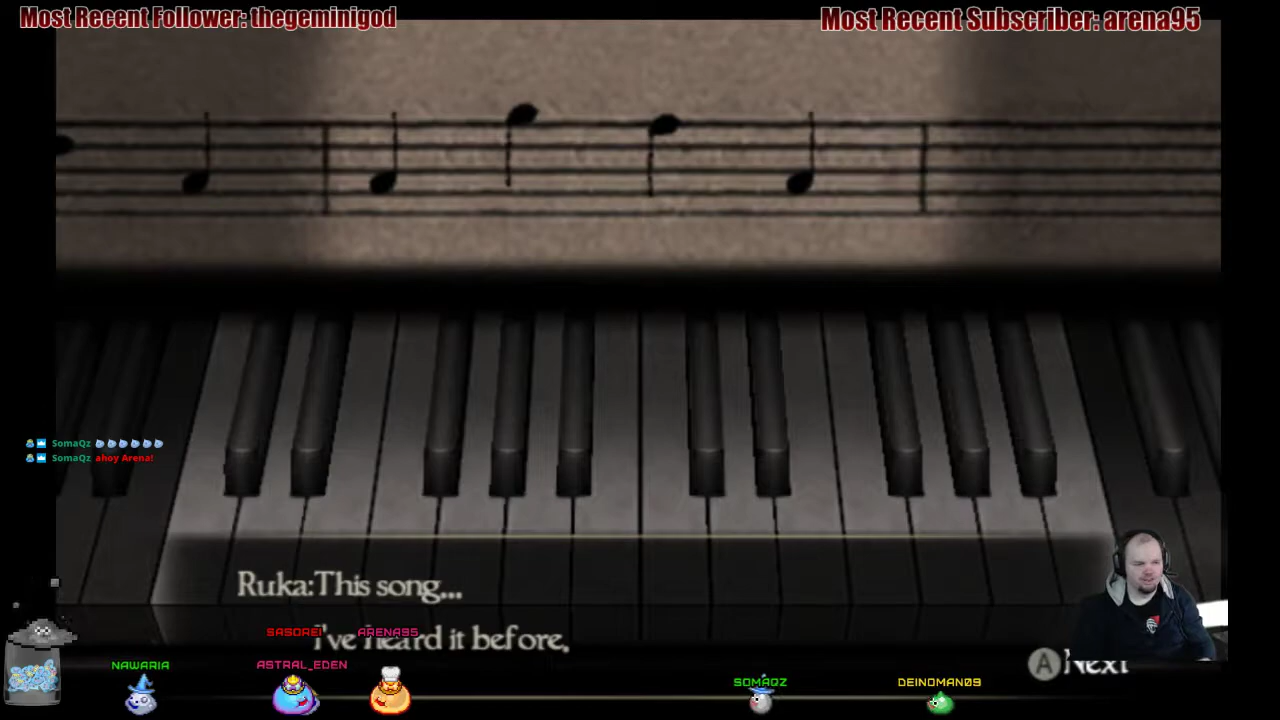 Most Recent Follower: thegeminigod
Most Recent Subscriber: arena95
SomaQz
SomaQz ahoy Arena!
Ruka:This song...
I've heard it before.
SASOREI
ARENA95
NAWARIA
ASTRAL_EDEN
SOMAQZ
DEINOMAN09
A Next